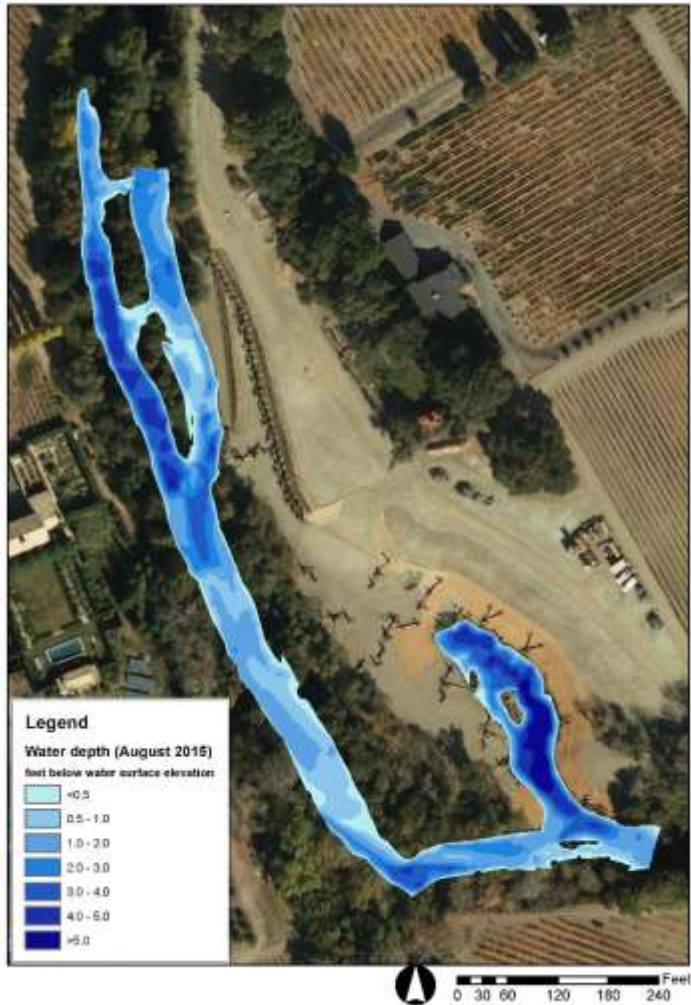 Legend
Water depth (August 2015)
feet below water surface elevation
<0.5
0.5 - 1.0
1.0 - 2.0
2.0 - 3.0
3.0 - 4.0
4.0 - 5.0
>5.0
Feet
0 30 60 120 180 240